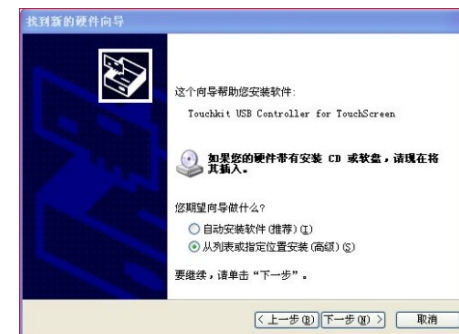 找到新的硬件向导
这个向导帮助您安装软件:
Touchkit USB Controller for TouchScreen
如果您的硬件带有安装 CD 或软盘，请现在将
其插入。
您期望向导做什么?
自动安装软件(推荐)(I)
从列表或指定位置安装(高级)(S)
要继续，请单击“下一步”。
< 上一步(B) 下一步(N) > 取消